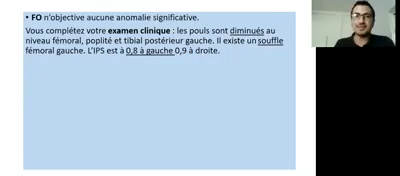 • FO n'objective aucune anomalie significative.
Vous complétez votre examen clinique : les pouls sont diminués au
niveau fémoral, poplité et tibial postérieur gauche. Il existe un souffle
fémoral gauche. L'IPS est à 0,8 à gauche 0,9 à droite.